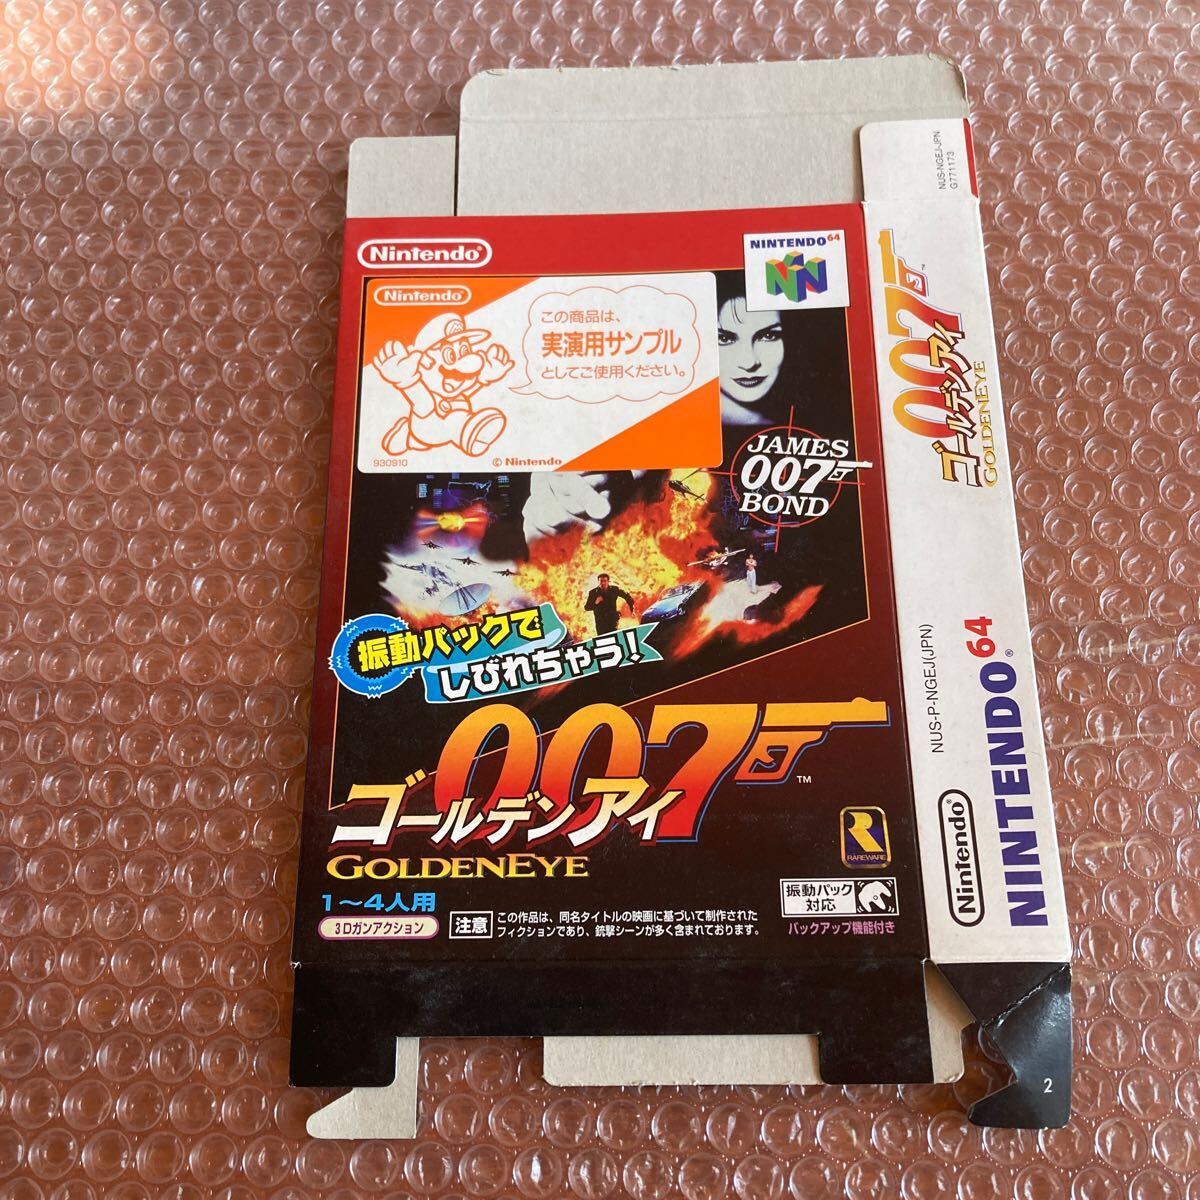 Nintendo®
NINTENDO64
Nintendo®
この商品は、
実演用サンプル
としてご使用ください。
930910
© Nintendo
JAMES
007
BOND
振動パックで
しびれちゃう!
007
ゴールデンアイ
™
GOLDENEYE
RAREWARE
1〜4人用
3Dガンアクション
注意
この作品は、同名タイトルの映画に基づいて制作された
フィクションであり、銃撃シーンが多く含まれております。
振動パック
対応
バックアップ機能付き
NUS-NGEJ-JPN
G771173
007™
ゴールデンアイ
GOLDENEYE
NUS-P-NGEJ(JPN)
Nintendo®
NINTENDO64®
2